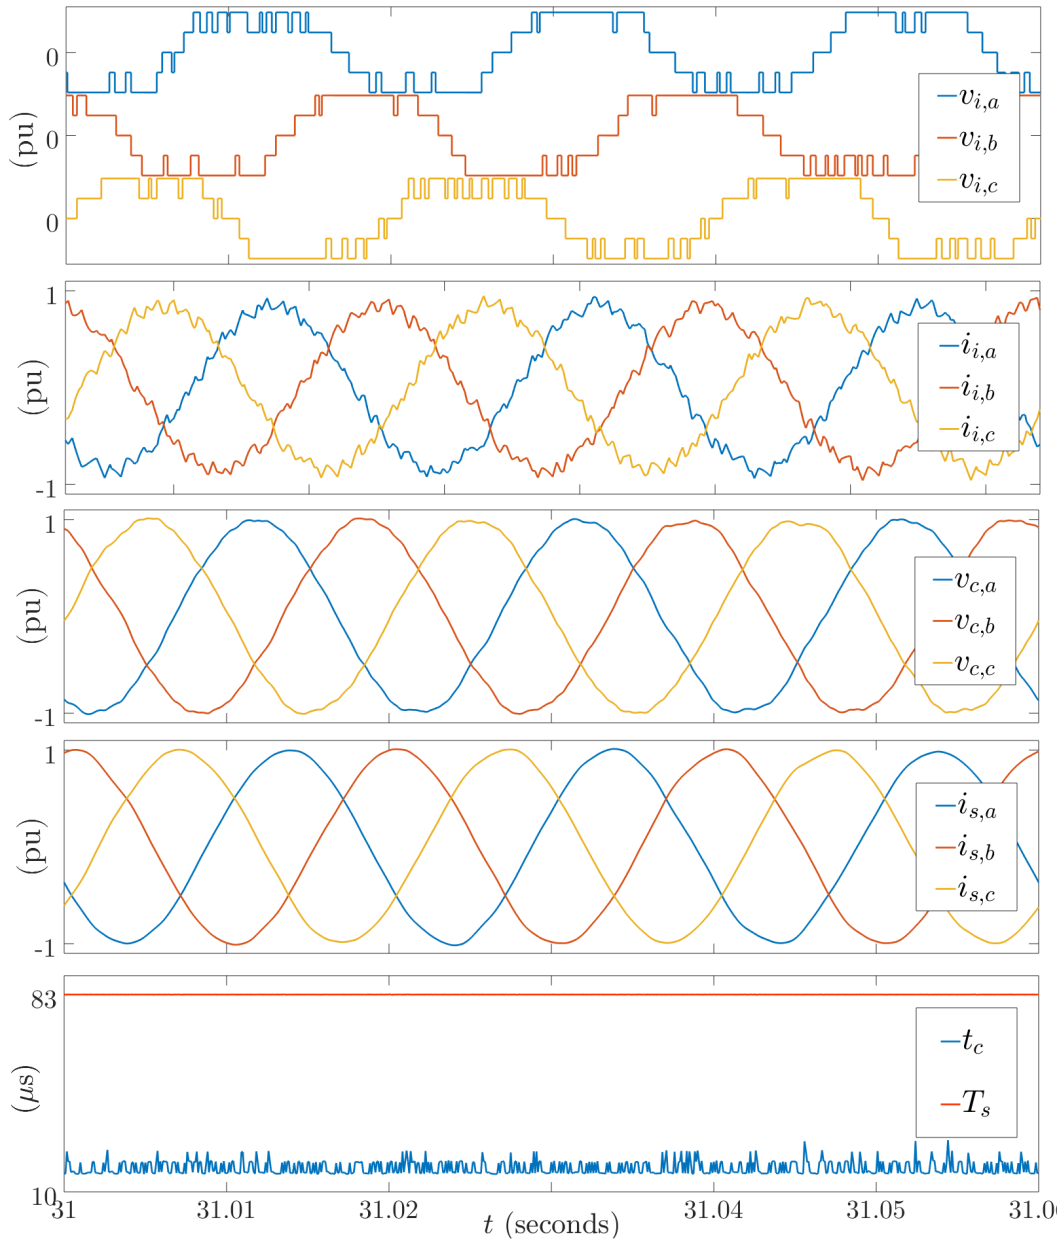 0
0
0
(pu)
v_{i,a}
v_{i,b}
v_{i,c}
1
-1
(pu)
i_{i,a}
i_{i,b}
i_{i,c}
1
-1
(pu)
v_{c,a}
v_{c,b}
v_{c,c}
1
-1
(pu)
i_{s,a}
i_{s,b}
i_{s,c}
83
10
(μs)
t_c
T_s
31 31.01 31.02 31.04 31.05 31.06
t (seconds)